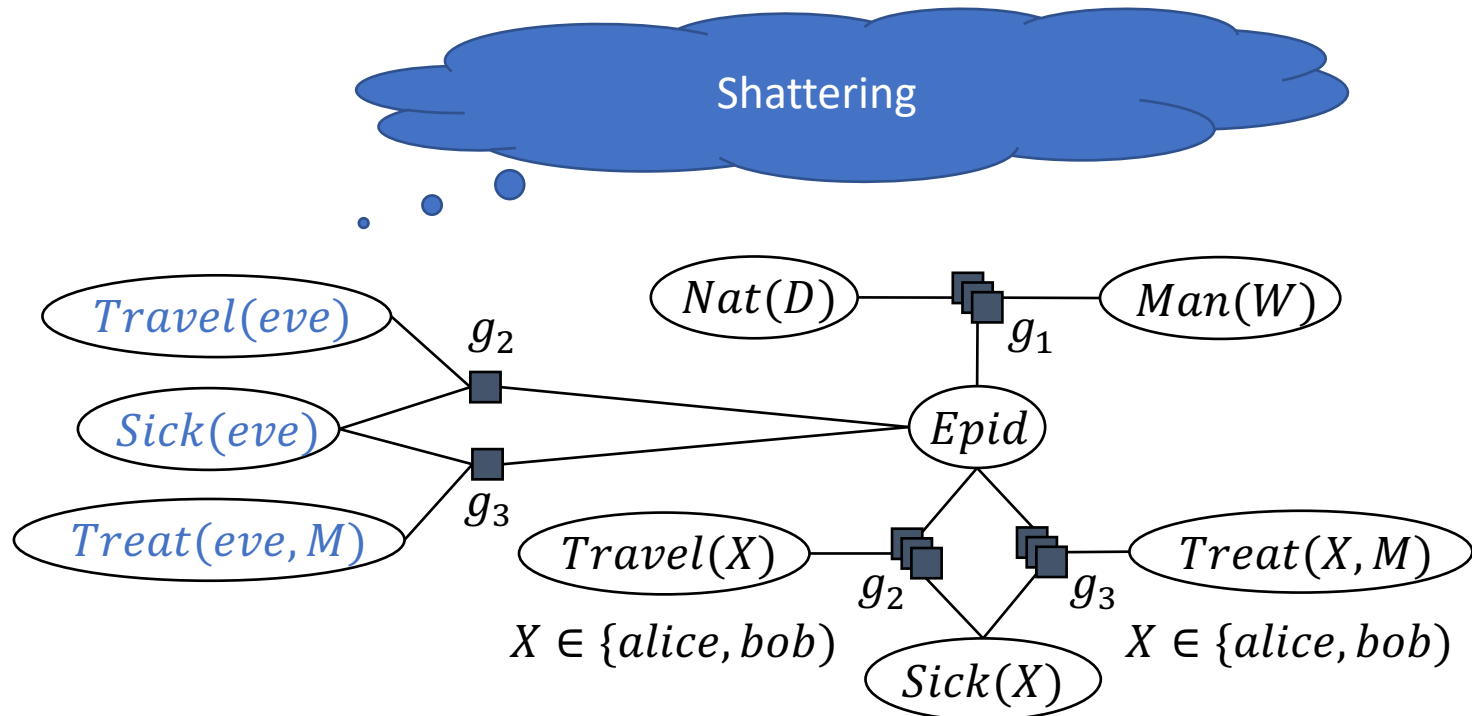 Shattering
Nat(D)
Man(W)
g₁
Travel(eve)
g₂
Sick(eve)
Epid
g₃
Treat(eve, M)
Travel(X)
g₂
g₃
Treat(X, M)
X ∈ {alice, bob)
X ∈ {alice, bob)
Sick(X)